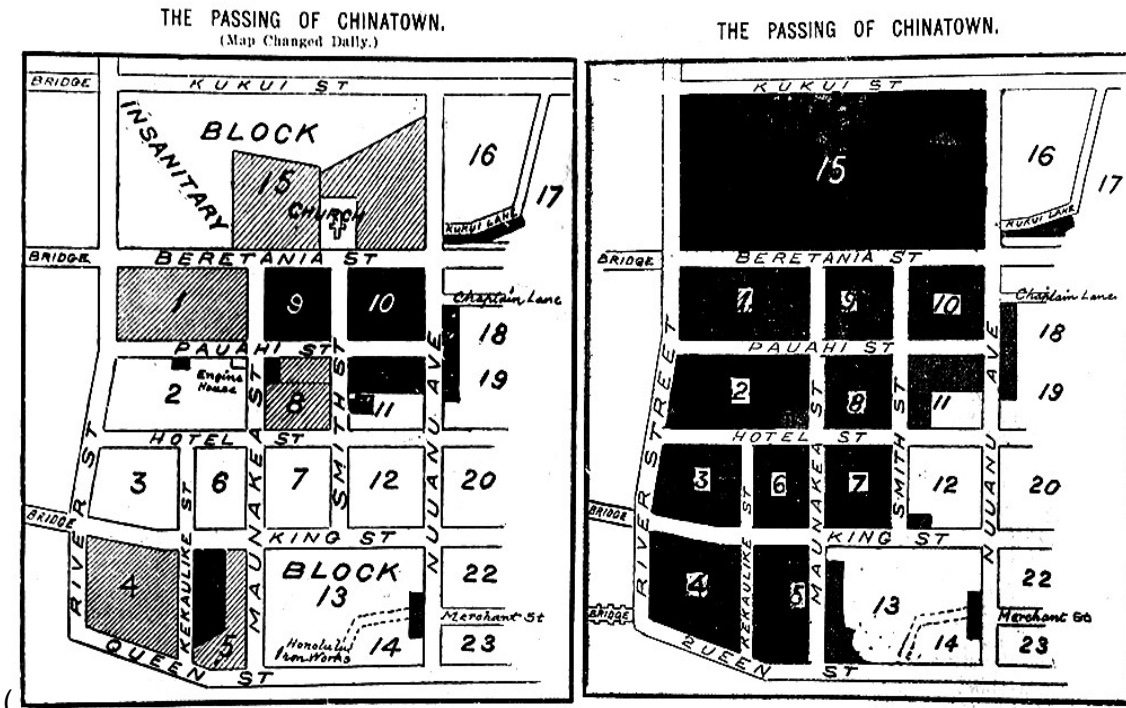 THE PASSING OF CHINATOWN.
(Map Changed Daily.)
BRIDGE
KUKUI ST
INSANITARY
BLOCK
15
CHURCH
16
17
KUKUI LANE
BRIDGE
BERETANIA ST
1
9
10
Chaplain Lane
18
PAUAHI ST
Engine
House
2
8
11
19
HOTEL ST
3
6
7
12
20
RIVER ST
KEKAULIKE ST
MAUNAKEA ST
SMITH ST
NUUANU AVE
BRIDGE
KING ST
4
5
BLOCK
13
22
Merchant St
Honolulu
Iron Works
14
23
QUEEN ST
(
THE PASSING OF CHINATOWN.
KUKUI ST
15
16
17
KUKUI LANE
BRIDGE
BERETANIA ST
1
9
10
Chaplain Lane
18
PAUAHI ST
2
8
11
19
HOTEL ST
3
6
7
12
20
RIVER STREET
KEKAULIKE ST
MAUNAKEA ST
SMITH ST
NUUANU AVE
BRIDGE
KING ST
4
5
13
22
BRIDGE
Merchant St
14
23
QUEEN ST